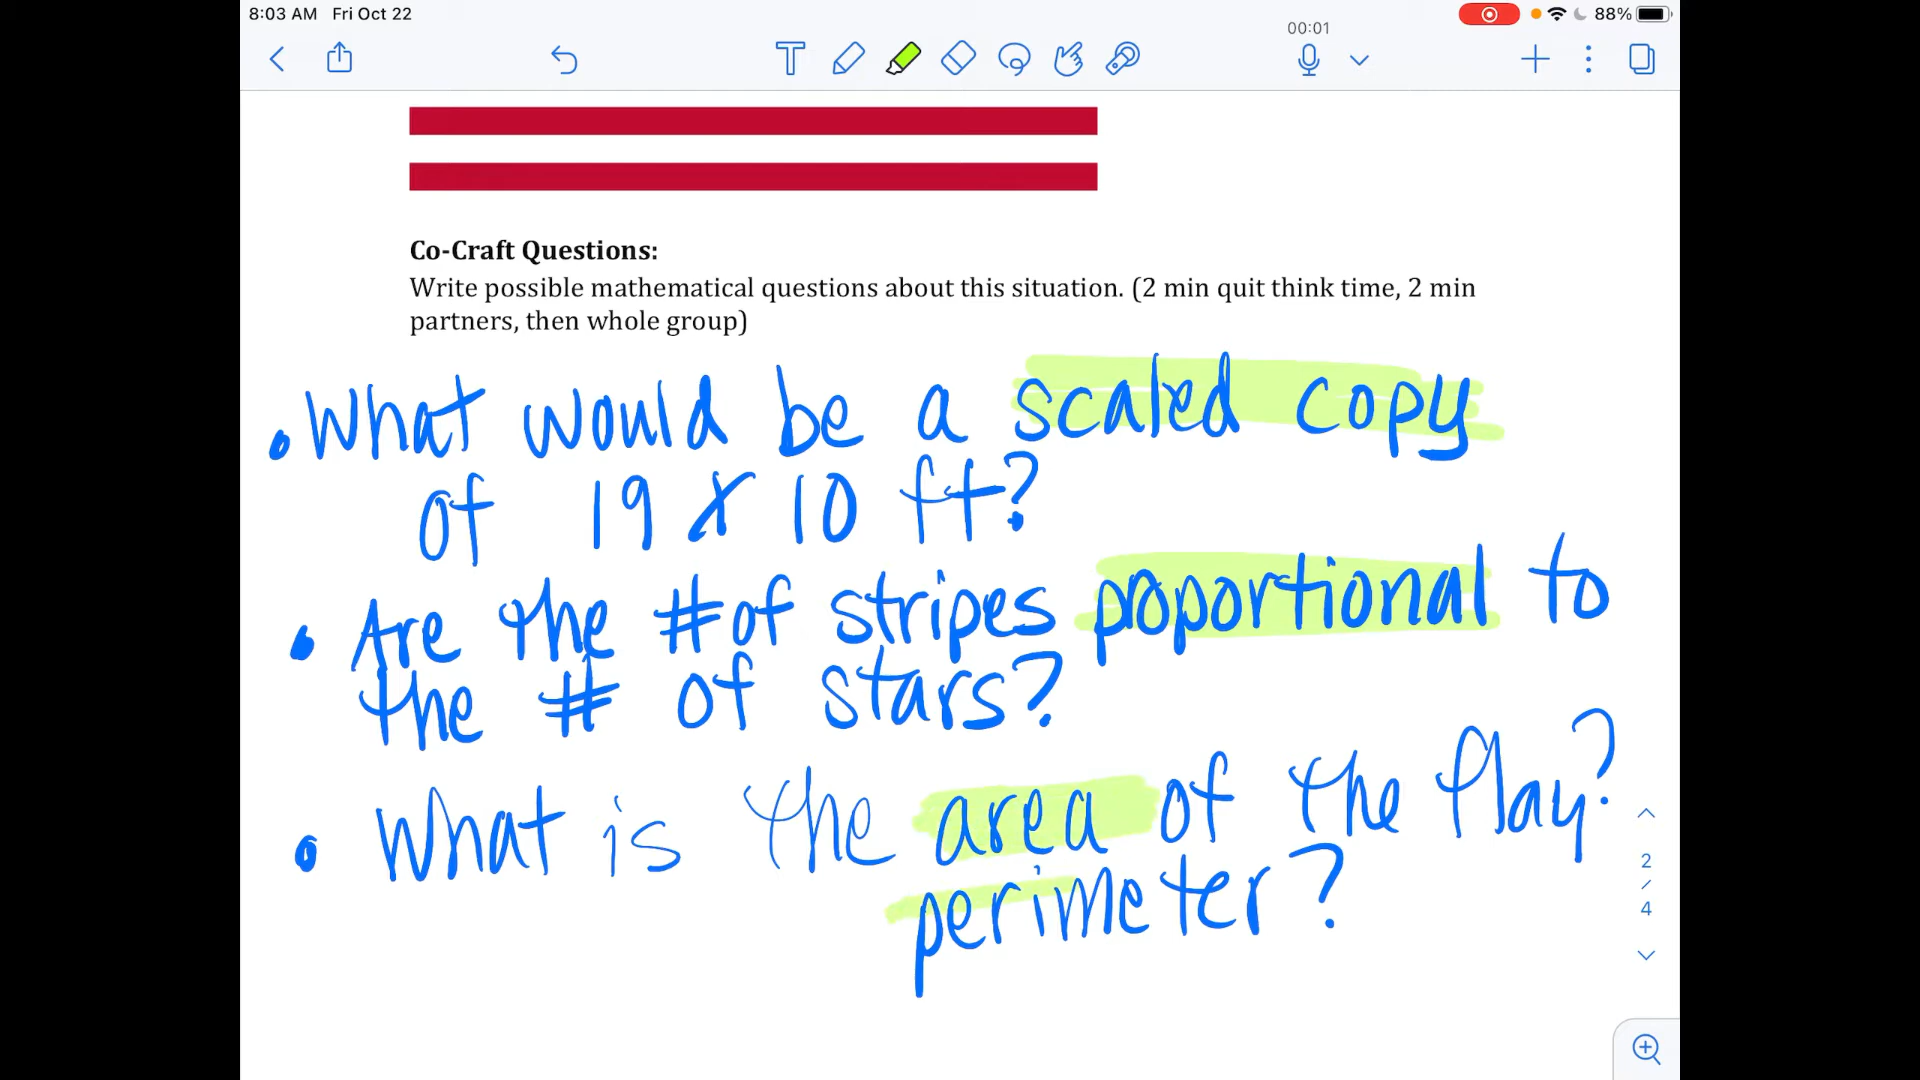 8:03 AM Fri Oct 22
88%
00:01
T
Co-Craft Questions:
Write possible mathematical questions about this situation. (2 min quit think time, 2 min
partners, then whole group)
• What would be a scaled copy
of 19 x 10 ft?
• Are the # of stripes proportional to
the # of stars?
• What is the area of the flag?
perimeter?
2
/
4